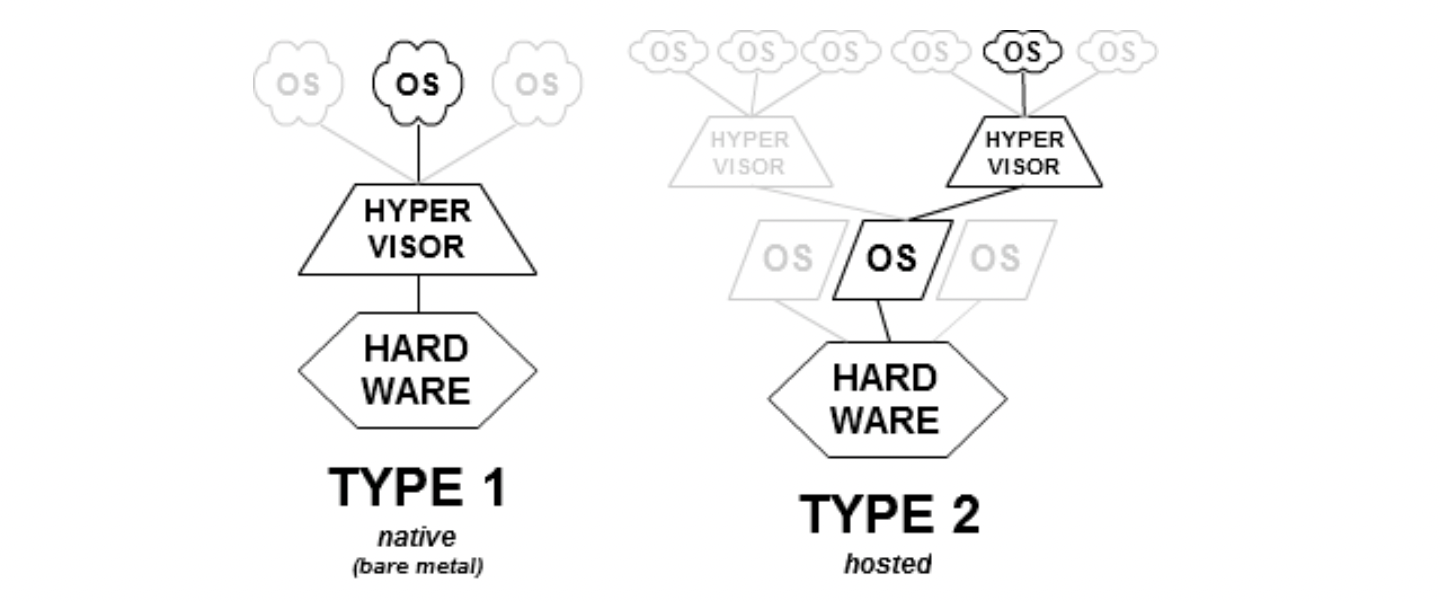 OS OS OS
HYPER
VISOR
HARD
WARE
TYPE 1
native
(bare metal)
OS OS OS OS OS OS
HYPER
VISOR
HYPER
VISOR
OS OS OS
HARD
WARE
TYPE 2
hosted